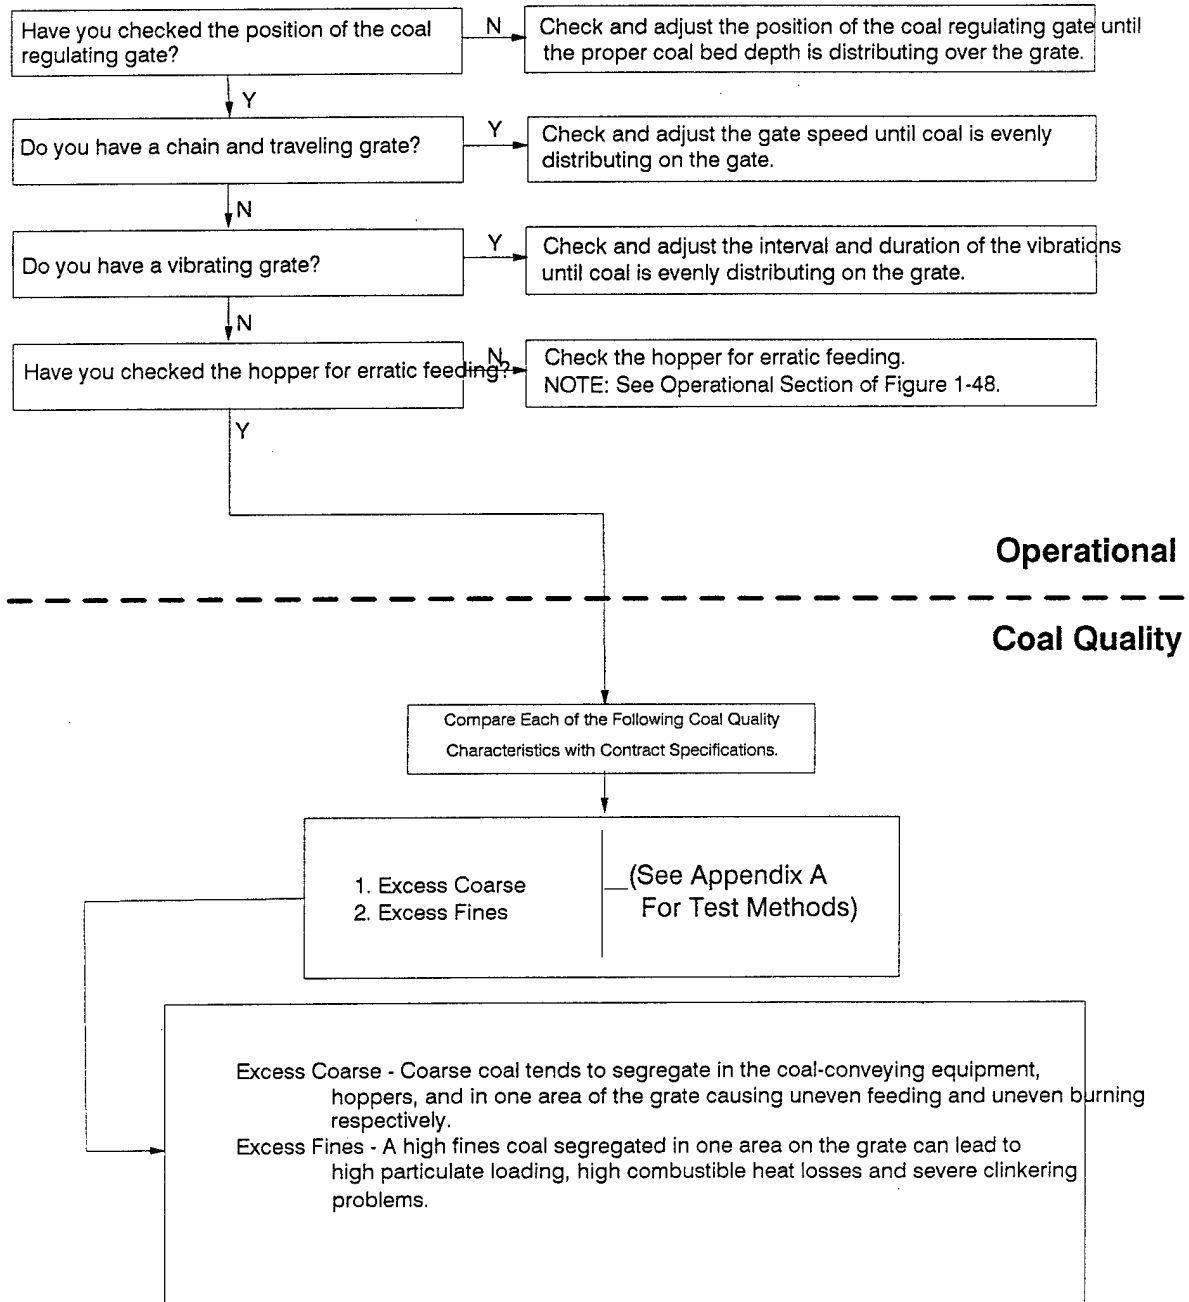 Have you checked the position of the coal
regulating gate?
N
Check and adjust the position of the coal regulating gate until
the proper coal bed depth is distributing over the grate.
Y
Do you have a chain and traveling grate?
Y
Check and adjust the gate speed until coal is evenly
distributing on the gate.
N
Do you have a vibrating grate?
Y
Check and adjust the interval and duration of the vibrations
until coal is evenly distributing on the grate.
N
Have you checked the hopper for erratic feeding?
N
Check the hopper for erratic feeding.
NOTE: See Operational Section of Figure 1-48.
Y
Operational
Coal Quality
Compare Each of the Following Coal Quality
Characteristics with Contract Specifications.
1. Excess Coarse
2. Excess Fines
(See Appendix A
For Test Methods)
Excess Coarse - Coarse coal tends to segregate in the coal-conveying equipment,
hoppers, and in one area of the grate causing uneven feeding and uneven burning
respectively.
Excess Fines - A high fines coal segregated in one area on the grate can lead to
high particulate loading, high combustible heat losses and severe clinkering
problems.